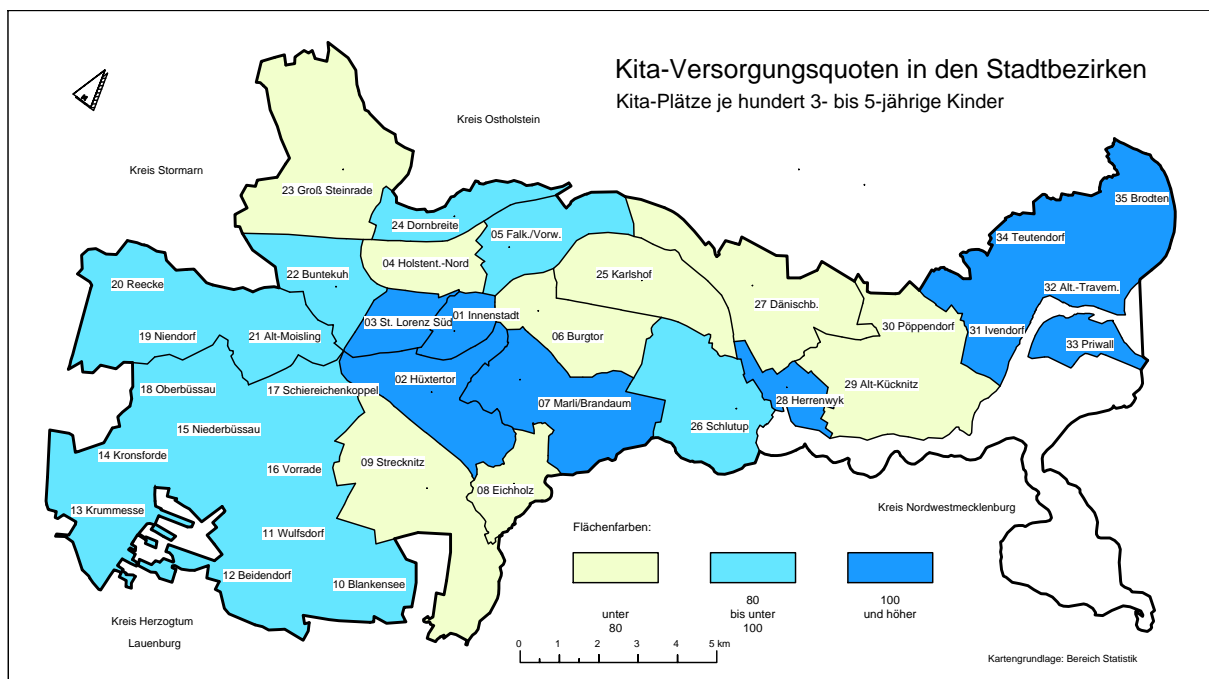 Kita-Versorgungsquoten in den Stadtbezirken
Kita-Plätze je hundert 3- bis 5-jährige Kinder
Kreis Ostholstein
Kreis Stormarn
23 Groß Steinrade
35 Brodten
24 Dornbreite
05 Falk./Vorw.
34 Teutendorf
04 Holstent.-Nord
22 Buntekuh
25 Karlshof
20 Reecke
32 Alt.-Travem.
27 Dänischb.
01 Innenstadt
03 St. Lorenz Süd
30 Pöppendorf
31 Ivendorf
19 Niendorf
21 Alt-Moisling
06 Burgtor
33 Priwall
02 Hüxtertor
29 Alt-Kücknitz
18 Oberbüssau
17 Schiereichenkoppel
28 Herrenwyk
07 Marli/Brandaum
26 Schlutup
15 Niederbüssau
14 Kronsforde
09 Strecknitz
16 Vorrade
08 Eichholz
13 Krummesse
Kreis Nordwestmecklenburg
11 Wulfsdorf
12 Beidendorf
10 Blankensee
Kreis Herzogtum
Lauenburg
Flächenfarben:
unter
80
80
bis unter
100
100
und höher
0 1 2 3 4 5 km
Kartengrundlage: Bereich Statistik